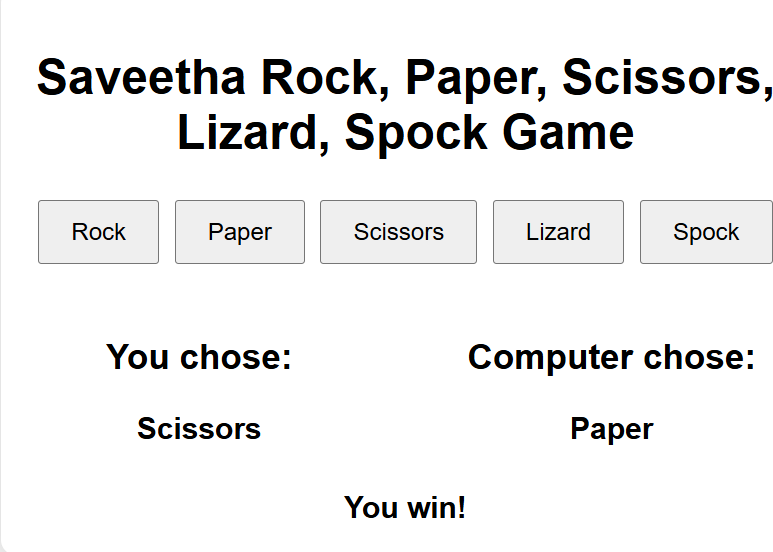 Saveetha Rock, Paper, Scissors,
Lizard, Spock Game
Rock Paper Scissors Lizard Spock
You chose: Computer chose:
Scissors Paper
You win!